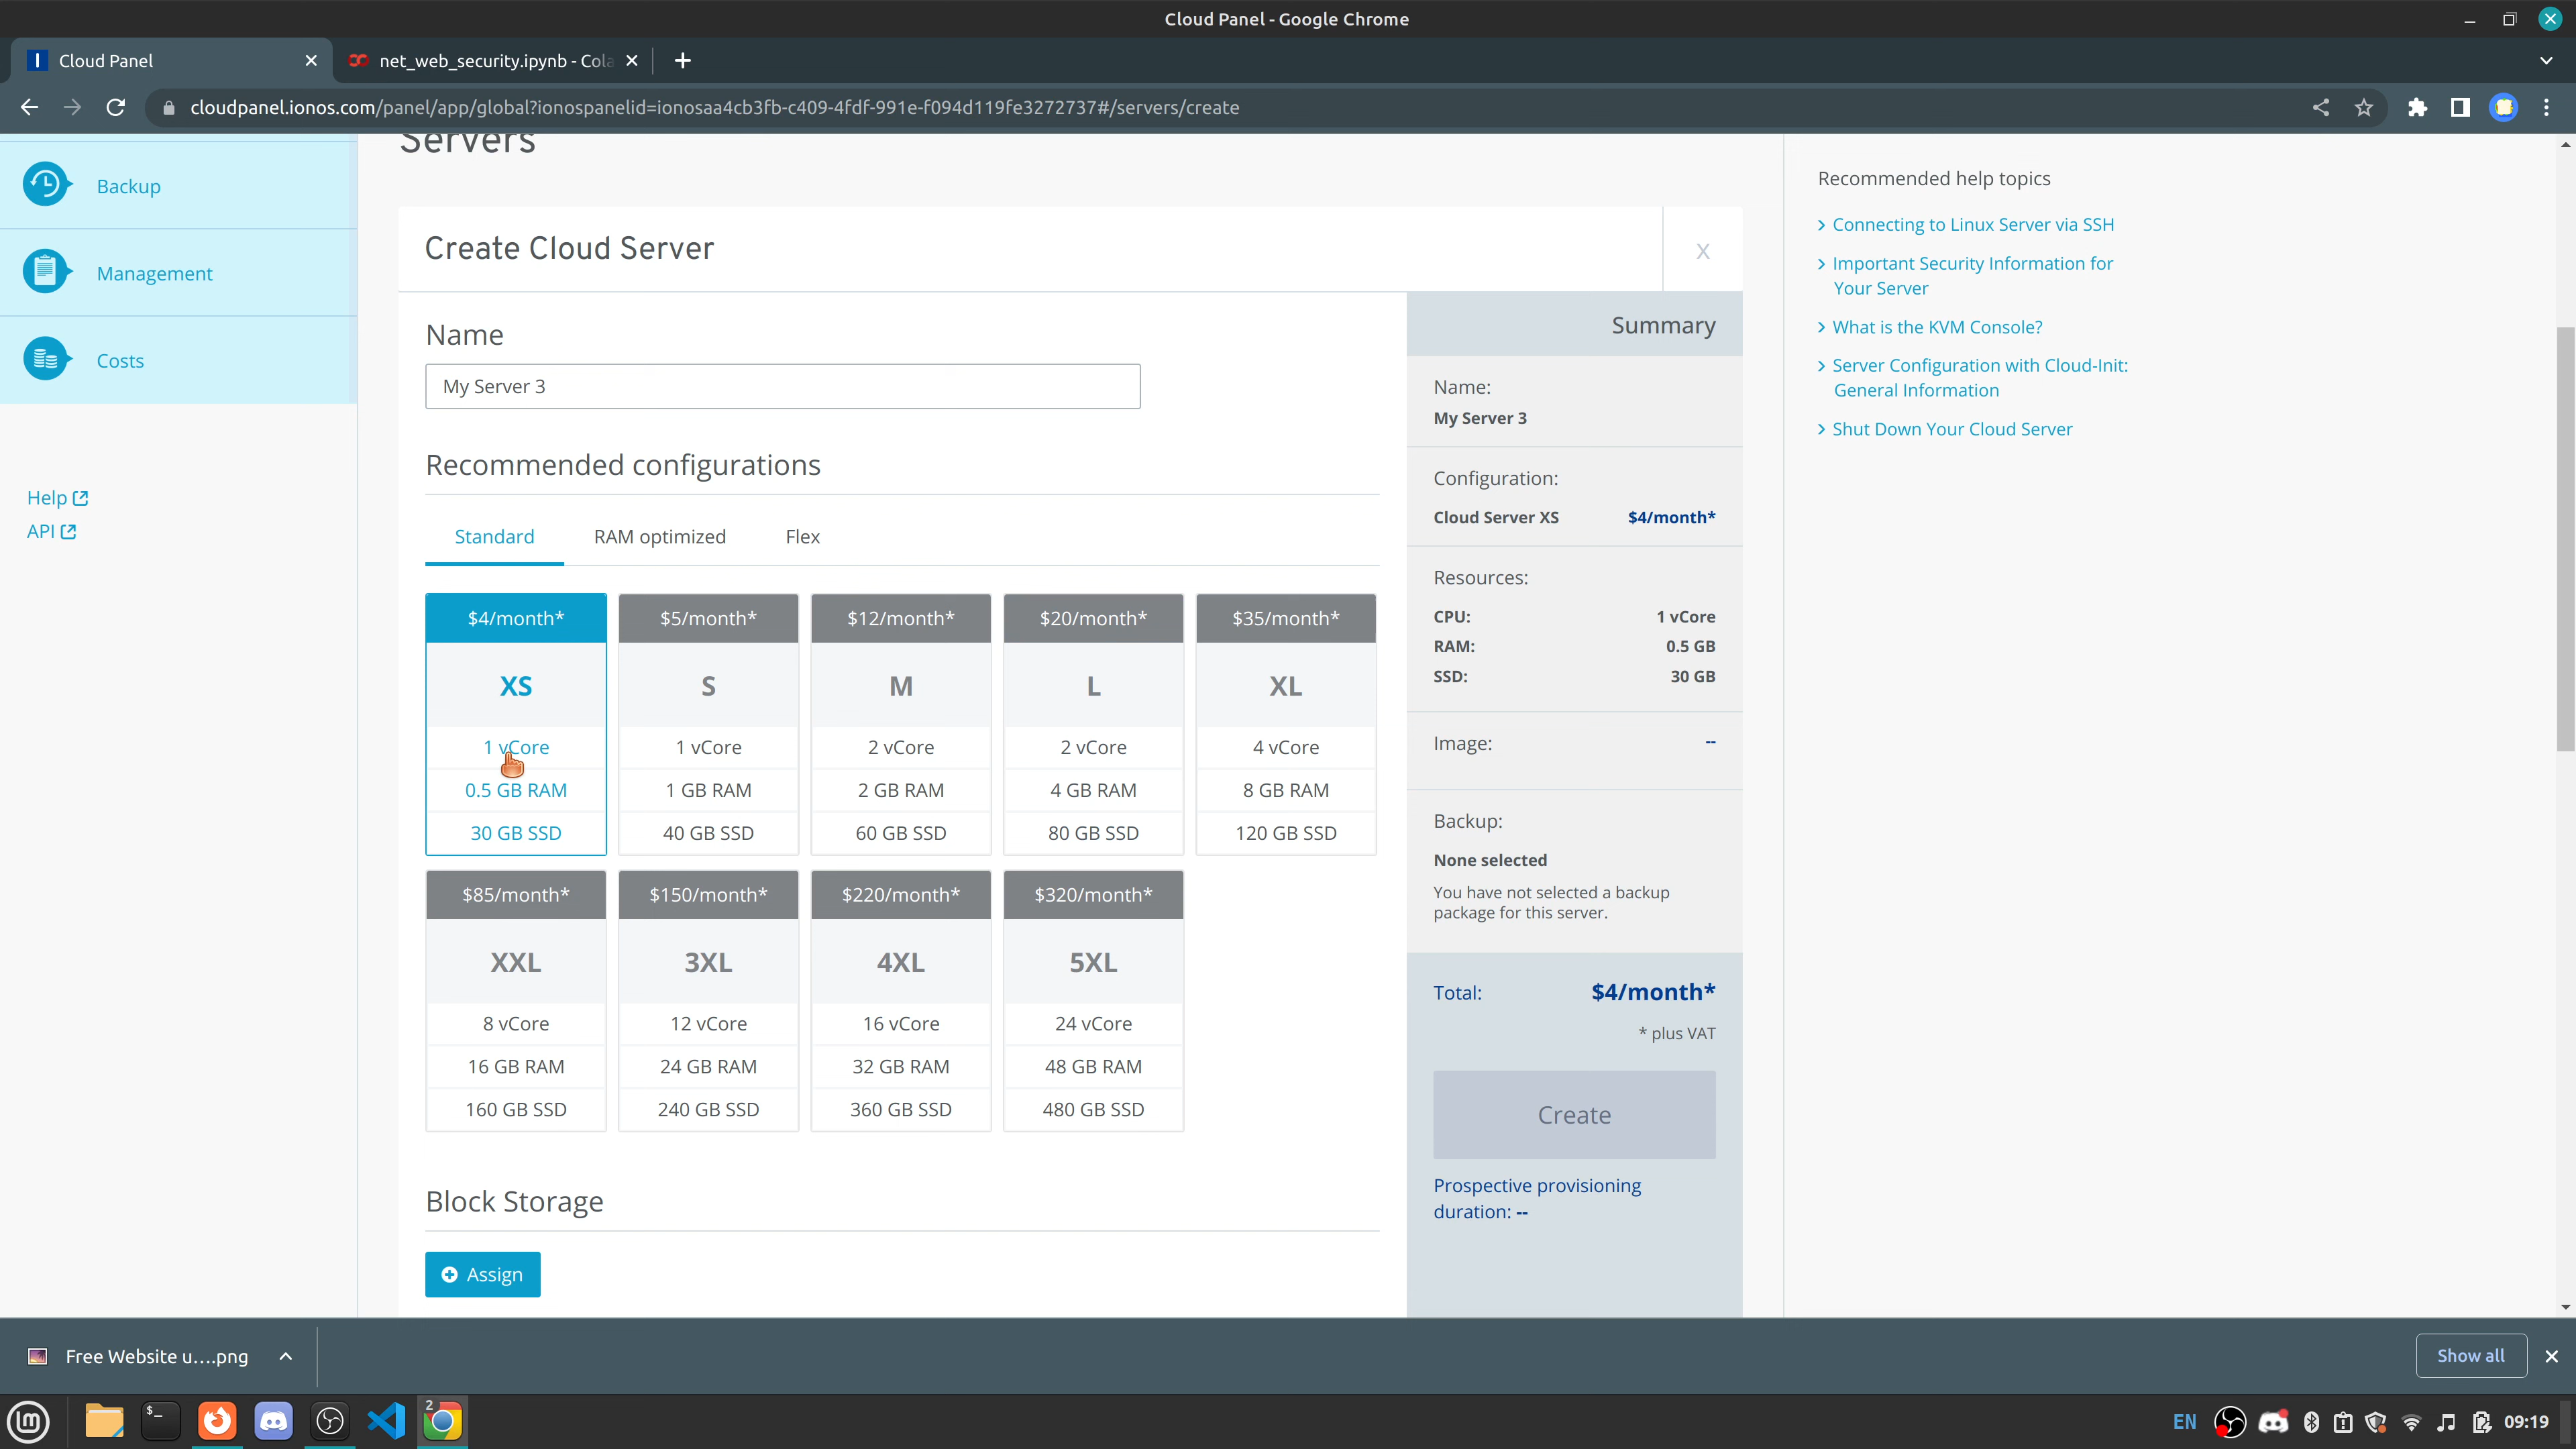 Cloud Panel - Google Chrome
Cloud Panel
net_web_security.ipynb - Cola
cloudpanel.ionos.com/panel/app/global?ionospanelid=ionosaa4cb3fb-c409-4fdf-991e-f094d119fe3272737#/servers/create
Servers
Backup
Management
Costs
Help
API
Create Cloud Server
x
Name
My Server 3
Recommended configurations
Standard RAM optimized Flex
$4/month* $5/month* $12/month* $20/month* $35/month*
XS S M L XL
1 vCore 1 vCore 2 vCore 2 vCore 4 vCore
0.5 GB RAM 1 GB RAM 2 GB RAM 4 GB RAM 8 GB RAM
30 GB SSD 40 GB SSD 60 GB SSD 80 GB SSD 120 GB SSD
$85/month* $150/month* $220/month* $320/month*
XXL 3XL 4XL 5XL
8 vCore 12 vCore 16 vCore 24 vCore
16 GB RAM 24 GB RAM 32 GB RAM 48 GB RAM
160 GB SSD 240 GB SSD 360 GB SSD 480 GB SSD
Block Storage
Assign
Summary
Name:
My Server 3
Configuration:
Cloud Server XS $4/month*
Resources:
CPU: 1 vCore
RAM: 0.5 GB
SSD: 30 GB
Image: --
Backup:
None selected
You have not selected a backup
package for this server.
Total: $4/month*
* plus VAT
Create
Prospective provisioning
duration: --
Recommended help topics
Connecting to Linux Server via SSH
Important Security Information for
Your Server
What is the KVM Console?
Server Configuration with Cloud-Init:
General Information
Shut Down Your Cloud Server
Free Website u....png
Show all
2
EN
09:19